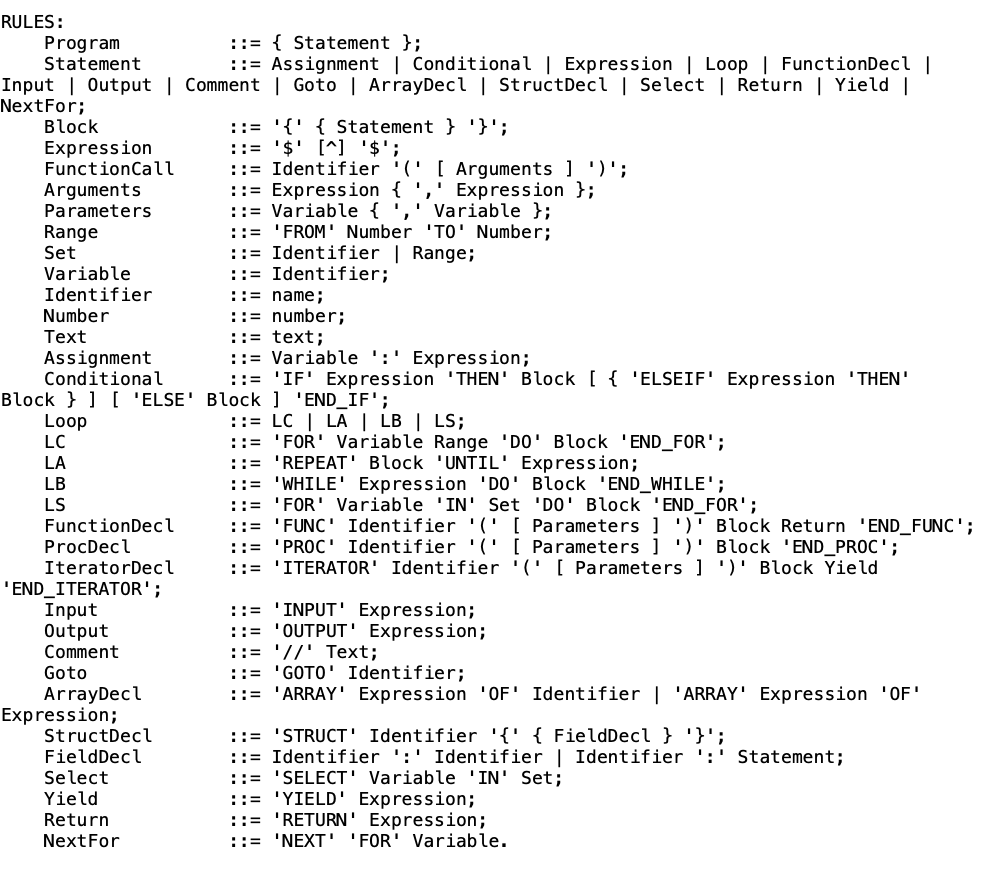 RULES:
    Program          ::= { Statement };
    Statement        ::= Assignment | Conditional | Expression | Loop | FunctionDecl |
Input | Output | Comment | Goto | ArrayDecl | StructDecl | Select | Return | Yield |
NextFor;
    Block            ::= '{' { Statement } '}';
    Expression       ::= '$' [^] '$';
    FunctionCall     ::= Identifier '(' [ Arguments ] ')';
    Arguments        ::= Expression { ',' Expression };
    Parameters       ::= Variable { ',' Variable };
    Range            ::= 'FROM' Number 'TO' Number;
    Set              ::= Identifier | Range;
    Variable         ::= Identifier;
    Identifier       ::= name;
    Number           ::= number;
    Text             ::= text;
    Assignment       ::= Variable ':' Expression;
    Conditional      ::= 'IF' Expression 'THEN' Block [ { 'ELSEIF' Expression 'THEN'
Block } ] [ 'ELSE' Block ] 'END_IF';
    Loop             ::= LC | LA | LB | LS;
    LC               ::= 'FOR' Variable Range 'DO' Block 'END_FOR';
    LA               ::= 'REPEAT' Block 'UNTIL' Expression;
    LB               ::= 'WHILE' Expression 'DO' Block 'END_WHILE';
    LS               ::= 'FOR' Variable 'IN' Set 'DO' Block 'END_FOR';
    FunctionDecl     ::= 'FUNC' Identifier '(' [ Parameters ] ')' Block Return 'END_FUNC';
    ProcDecl         ::= 'PROC' Identifier '(' [ Parameters ] ')' Block 'END_PROC';
    IteratorDecl     ::= 'ITERATOR' Identifier '(' [ Parameters ] ')' Block Yield
'END_ITERATOR';
    Input            ::= 'INPUT' Expression;
    Output           ::= 'OUTPUT' Expression;
    Comment          ::= '//' Text;
    Goto             ::= 'GOTO' Identifier;
    ArrayDecl        ::= 'ARRAY' Expression 'OF' Identifier | 'ARRAY' Expression 'OF'
Expression;
    StructDecl       ::= 'STRUCT' Identifier '{' { FieldDecl } '}';
    FieldDecl        ::= Identifier ':' Identifier | Identifier ':' Statement;
    Select           ::= 'SELECT' Variable 'IN' Set;
    Yield            ::= 'YIELD' Expression;
    Return           ::= 'RETURN' Expression;
    NextFor          ::= 'NEXT' 'FOR' Variable.